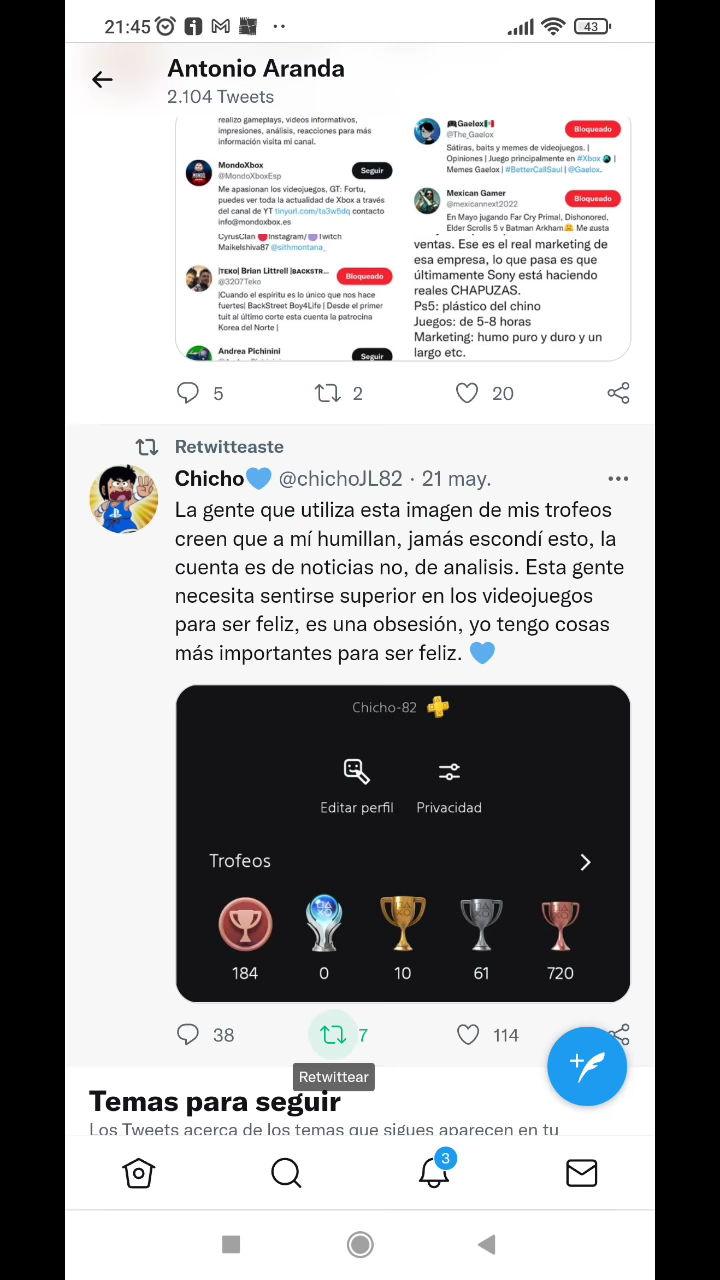 21:45
43
Antonio Aranda
2.104 Tweets
realizo gameplays, videos informativos,
impresiones, análisis, reacciones para más
información visita mi canal.
MondoXbox
Seguir
@MondoXboxEsp
Me apasionan los videojuegos, GT: Fortu,
puedes ver toda la actualidad de Xbox a través
del canal de YT tinyurl.com/ta3w5dq contacto
info@mondoxbox.es
CyrusClan Instagram/ Twitch
Maikelshiva87 @sithmontana_
|TEKO| Brian Littrell |BACKSTR...
Bloqueado
@3207Teko
|Cuando el espíritu es lo único que nos hace
fuertes| BackStreet Boy4Life | Desde el primer
tuit al último corte esta cuenta la patrocina
Korea del Norte |
Andrea Pichinini
Seguir
Gaelox
Bloqueado
@The_Gaelox
Sátiras, baits y memes de videojuegos. |
Opiniones | Juego principalmente en #Xbox |
Memes Gaelox | #BetterCallSaul | @Gaelox.
Mexican Gamer
Bloqueado
@mexicannext2022
En Mayo jugando Far Cry Primal, Dishonored,
Elder Scrolls 5 y Batman Arkham Me gusta
ventas. Ese es el real marketing de
esa empresa, lo que pasa es que
últimamente Sony está haciendo
reales CHAPUZAS.
Ps5: plástico del chino
Juegos: de 5-8 horas
Marketing: humo puro y duro y un
largo etc.
5
2
20
Retwitteaste
Chicho💙 @chichoJL82 · 21 may.
La gente que utiliza esta imagen de mis trofeos
creen que a mí humillan, jamás escondí esto, la
cuenta es de noticias no, de analisis. Esta gente
necesita sentirse superior en los videojuegos
para ser feliz, es una obsesión, yo tengo cosas
más importantes para ser feliz. 💙
Chicho-82
Editar perfil
Privacidad
Trofeos
184
0
10
61
720
38
7
114
Retwittear
Temas para seguir
Los Tweets acerca de los temas que sigues aparecen en tu
3